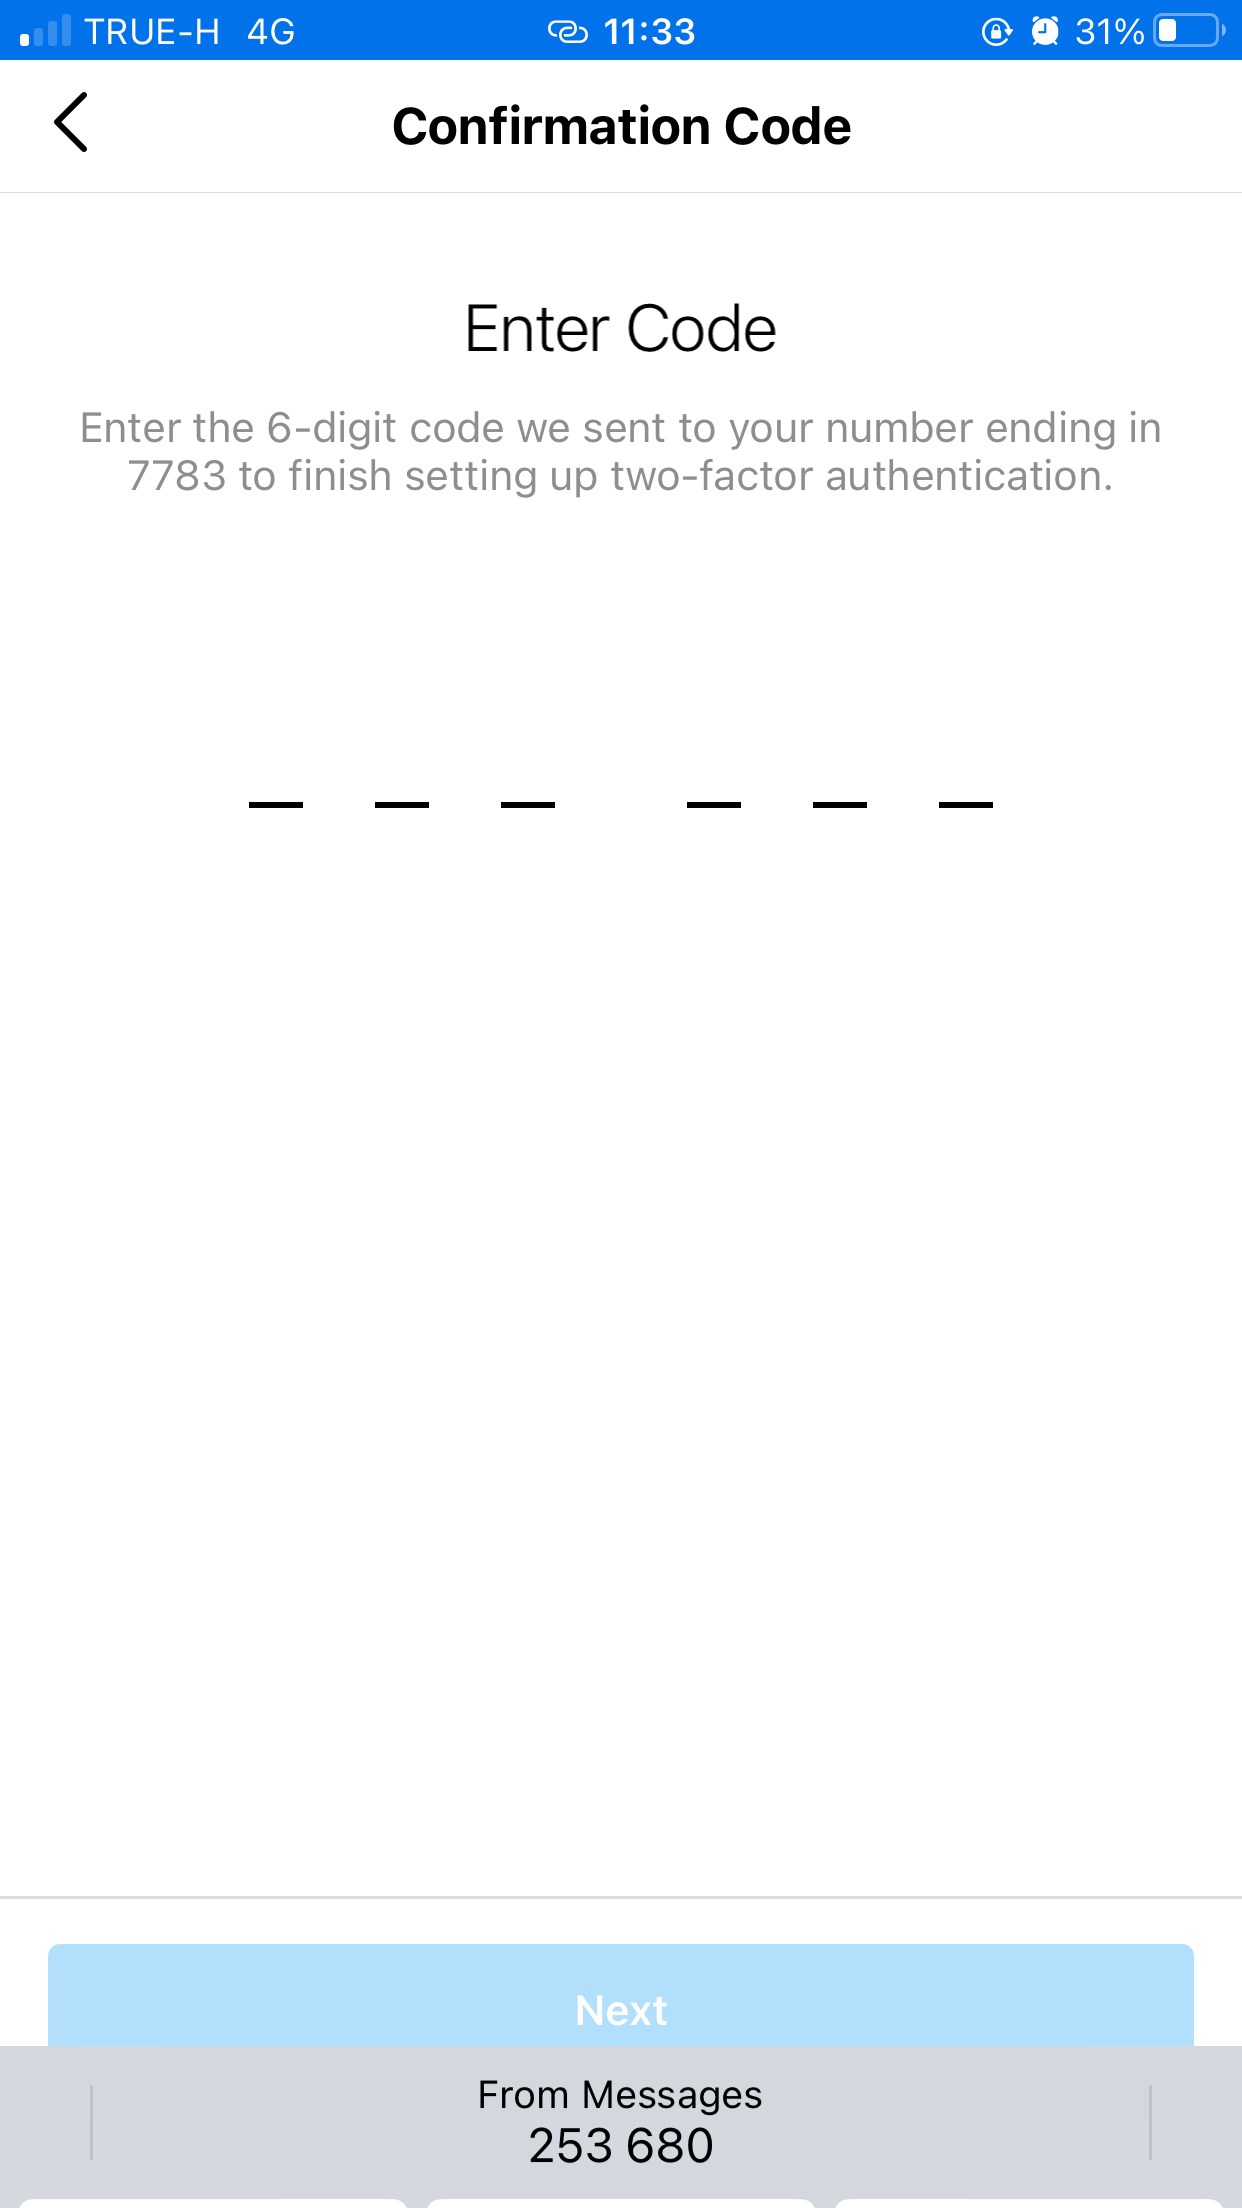 TRUE-H 4G 11:33 31%
Confirmation Code
Enter Code
Enter the 6-digit code we sent to your number ending in
7783 to finish setting up two-factor authentication.
Next
From Messages
253 680